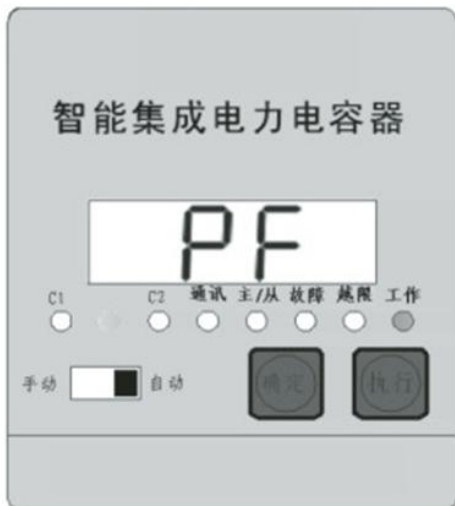 智能集成电力电容器
PF
C1 C2 通讯 主/从 故障 越限 工作
手动 自动 确定 执行